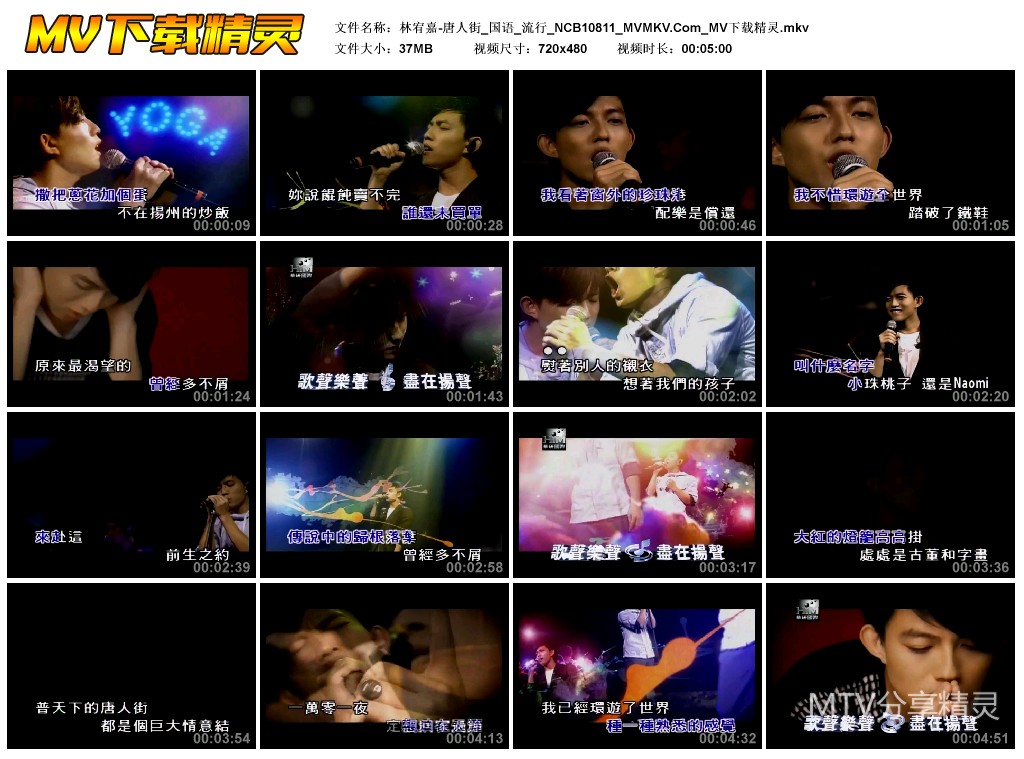 MV下载精灵
文件名称：林宥嘉-唐人街_国语_流行_NCB10811_MVMKV.Com_MV下载精灵.mkv
文件大小：37MB 视频尺寸：720x480 视频时长：00:05:00
YOGA
撒把蔥花加個蛋
不在揚州的炒飯
00:00:09
妳說餛飩賣不完
誰還未買單
00:00:28
我看著窗外的珍珠港
配樂是償還
00:00:46
我不惜環遊全世界
踏破了鐵鞋
00:01:05
原來最渴望的
曾經多不屑
00:01:24
歌聲樂聲 盡在揚聲
00:01:43
熨著別人的襯衣
想著我們的孩子
00:02:02
叫什麼名字
小珠桃子 還是Naomi
00:02:20
來赴這
前生之約
00:02:39
傳說中的歸根落葉
曾經多不屑
00:02:58
歌聲樂聲 盡在揚聲
00:03:17
大紅的燈籠高高掛
處處是古董和字畫
00:03:36
普天下的唐人街
都是個巨大情意結
00:03:54
一萬零一夜
00:04:13
我已經環遊了世界
種一種熟悉的感覺
00:04:32
MTV分享精灵
歌聲樂聲 盡在揚聲
00:04:51